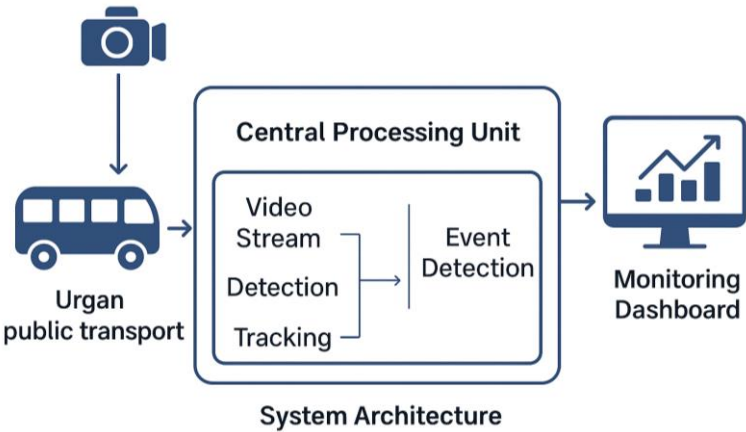 Central Processing Unit
Video
Stream
Detection
Tracking
Event
Detection
Urgan
public transport
Monitoring
Dashboard
System Architecture